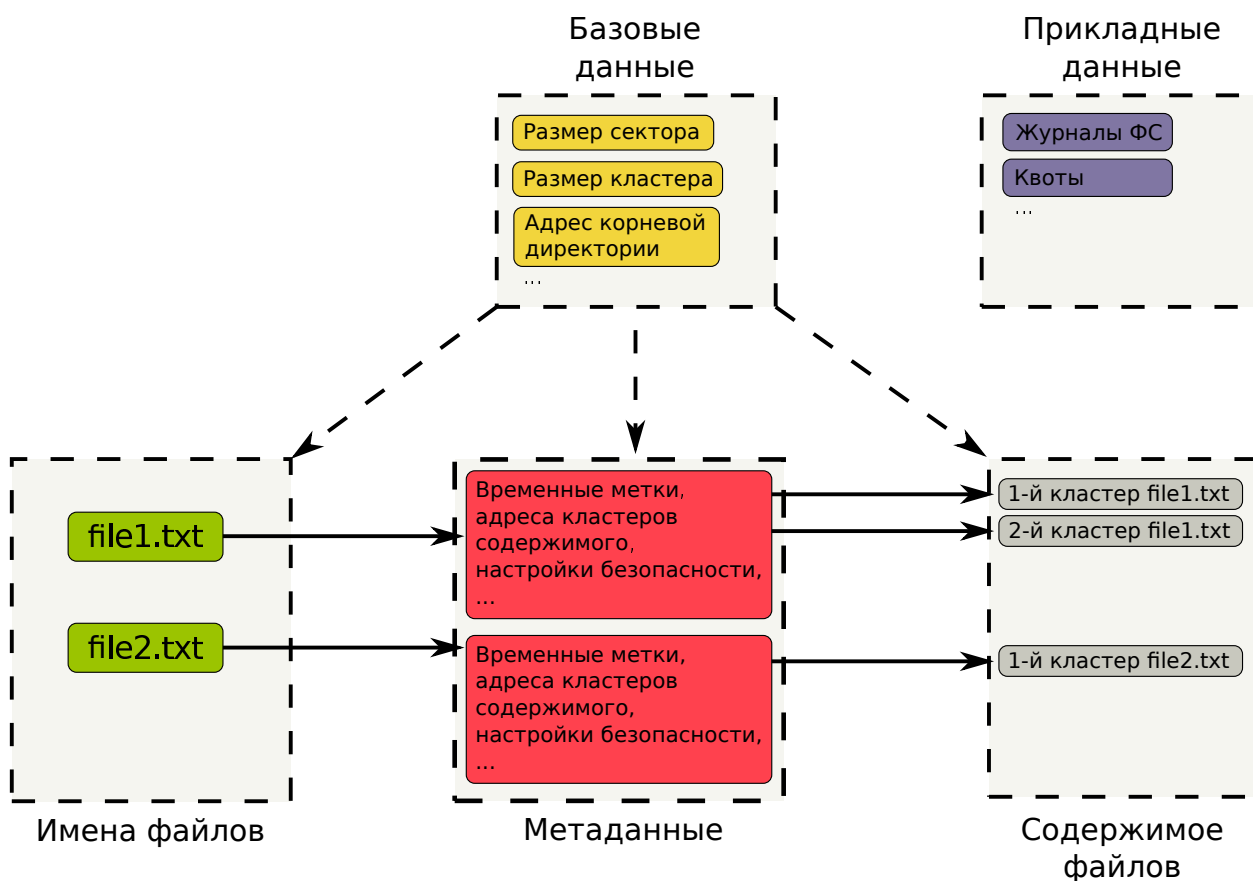 Базовые
данные
Прикладные
данные
Размер сектора
Размер кластера
Адрес корневой
директории
...
Журналы ФС
Квоты
...
file1.txt
file2.txt
Временные метки,
адреса кластеров
содержимого,
настройки безопасности,
...
Временные метки,
адреса кластеров
содержимого,
настройки безопасности,
...
1-й кластер file1.txt
2-й кластер file1.txt
1-й кластер file2.txt
Имена файлов
Метаданные
Содержимое
файлов